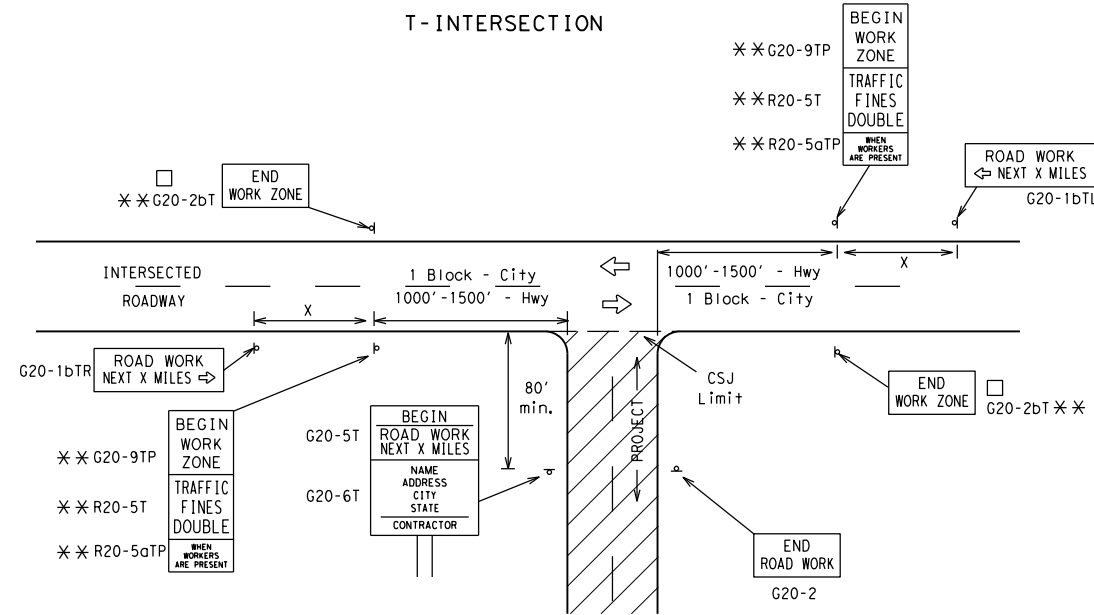 T-INTERSECTION
BEGIN
WORK
ZONE
TRAFFIC
FINES
DOUBLE
WHEN
WORKERS
ARE PRESENT
**G20-9TP
**R20-5T
**R20-5aTP
ROAD WORK
⇦ NEXT X MILES
G20-1bTL
□
**G20-2bT
END
WORK ZONE
INTERSECTED
ROADWAY
X
1 Block - City
1000'-1500' - Hwy
1000'-1500' - Hwy
1 Block - City
X
G20-1bTR
ROAD WORK
NEXT X MILES ⇨
80'
min.
CSJ
Limit
PROJECT
END
WORK ZONE
□
G20-2bT **
**G20-9TP
**R20-5T
**R20-5aTP
BEGIN
WORK
ZONE
TRAFFIC
FINES
DOUBLE
WHEN
WORKERS
ARE PRESENT
G20-5T
G20-6T
BEGIN
ROAD WORK
NEXT X MILES
NAME
ADDRESS
CITY
STATE
CONTRACTOR
END
ROAD WORK
G20-2